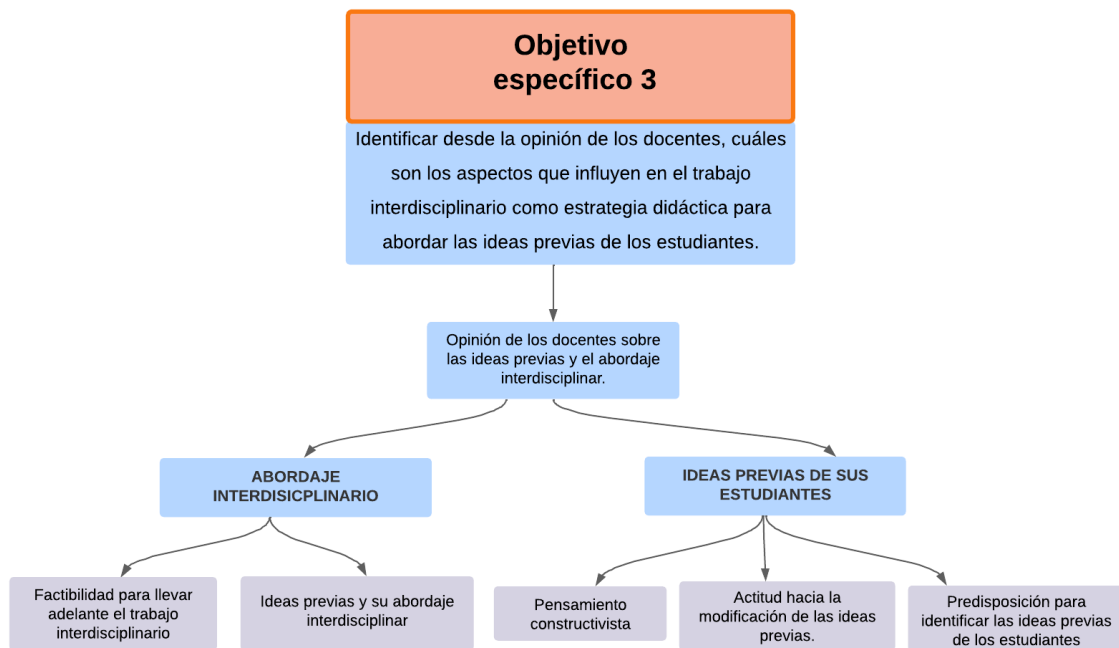 Objetivo
específico 3
Identificar desde la opinión de los docentes, cuáles
son los aspectos que influyen en el trabajo
interdisciplinario como estrategia didáctica para
abordar las ideas previas de los estudiantes.
Opinión de los docentes sobre
las ideas previas y el abordaje
interdisciplinar.
ABORDAJE
INTERDISICPLINARIO
IDEAS PREVIAS DE SUS
ESTUDIANTES
Factibilidad para llevar
adelante el trabajo
interdisciplinario
Ideas previas y su abordaje
interdisciplinar
Pensamiento
constructivista
Actitud hacia la
modificación de las ideas
previas.
Predisposición para
identificar las ideas previas
de los estudiantes